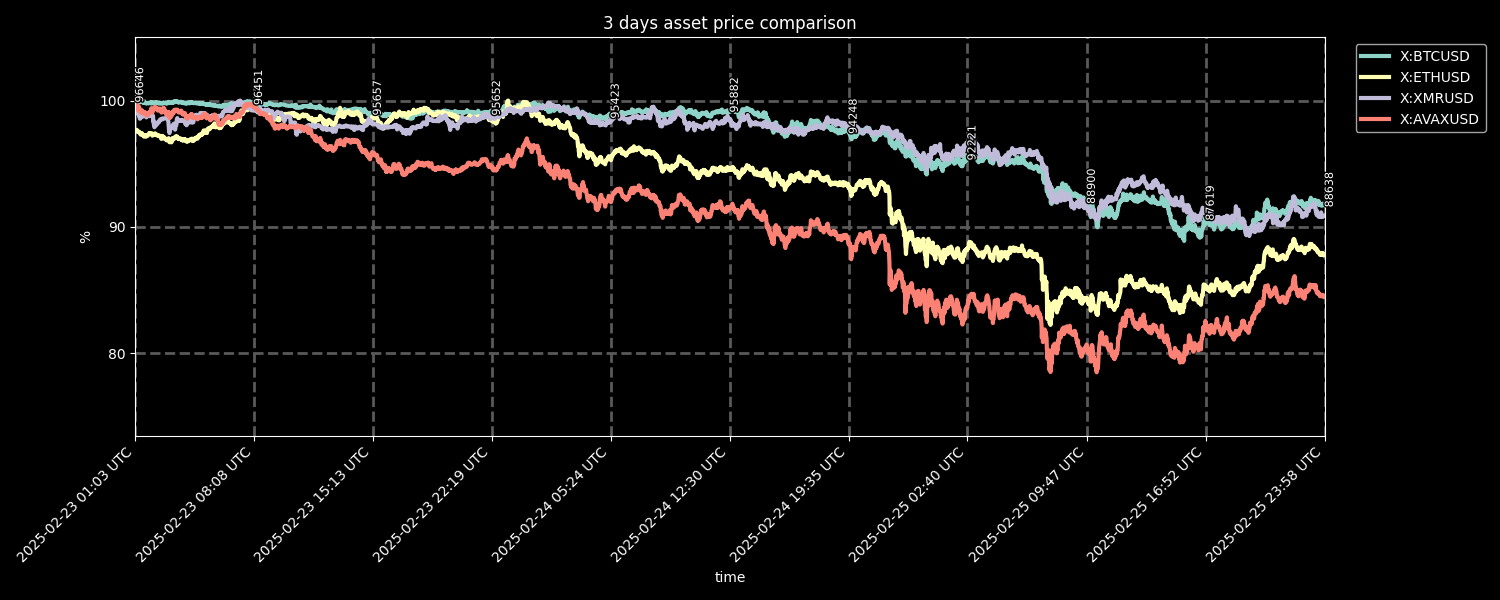 3 days asset price comparison
X:BTCUSD
X:ETHUSD
X:XMRUSD
X:AVAXUSD
100
90
80
%
96646
96451
95657
95652
95423
95882
94248
92221
88900
87619
88638
2025-02-23 01:03 UTC
2025-02-23 08:08 UTC
2025-02-23 15:13 UTC
2025-02-23 22:19 UTC
2025-02-24 05:24 UTC
2025-02-24 12:30 UTC
2025-02-24 19:35 UTC
2025-02-25 02:40 UTC
2025-02-25 09:47 UTC
2025-02-25 16:52 UTC
2025-02-25 23:58 UTC
time